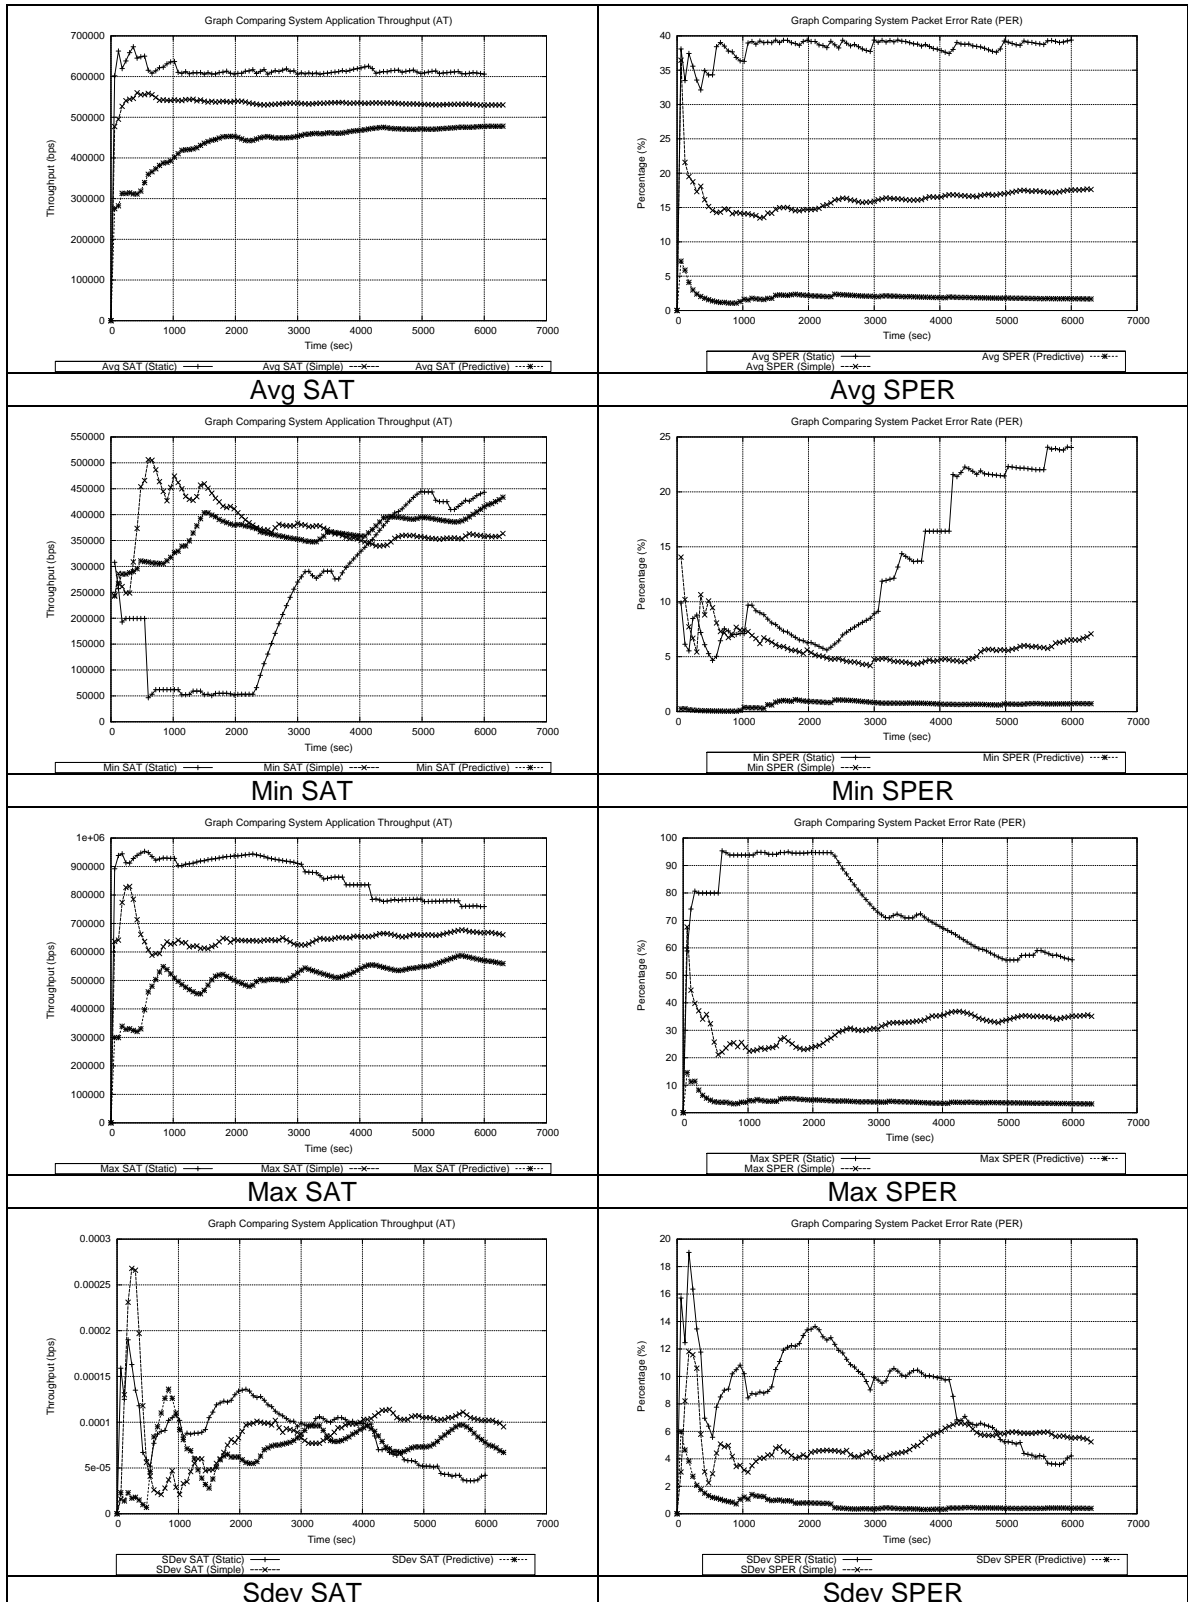 Graph Comparing System Application Throughput (AT)
700000
600000
500000
400000
300000
200000
100000
0
Throughput (bps)
0 1000 2000 3000 4000 5000 6000 7000
Time (sec)
Avg SAT (Static) Avg SAT (Simple) Avg SAT (Predictive)
Avg SAT
Graph Comparing System Packet Error Rate (PER)
40
35
30
25
20
15
10
5
0
Percentage (%)
0 1000 2000 3000 4000 5000 6000 7000
Time (sec)
Avg SPER (Static) Avg SPER (Predictive)
Avg SPER (Simple)
Avg SPER
Graph Comparing System Application Throughput (AT)
550000
500000
450000
400000
350000
300000
250000
200000
150000
100000
50000
0
Throughput (bps)
0 1000 2000 3000 4000 5000 6000 7000
Time (sec)
Min SAT (Static) Min SAT (Simple) Min SAT (Predictive)
Min SAT
Graph Comparing System Packet Error Rate (PER)
25
20
15
10
5
0
Percentage (%)
0 1000 2000 3000 4000 5000 6000 7000
Time (sec)
Min SPER (Static) Min SPER (Predictive)
Min SPER (Simple)
Min SPER
Graph Comparing System Application Throughput (AT)
1e+06
900000
800000
700000
600000
500000
400000
300000
200000
100000
0
Throughput (bps)
0 1000 2000 3000 4000 5000 6000 7000
Time (sec)
Max SAT (Static) Max SAT (Simple) Max SAT (Predictive)
Max SAT
Graph Comparing System Packet Error Rate (PER)
100
90
80
70
60
50
40
30
20
10
0
Percentage (%)
0 1000 2000 3000 4000 5000 6000 7000
Time (sec)
Max SPER (Static) Max SPER (Predictive)
Max SPER (Simple)
Max SPER
Graph Comparing System Application Throughput (AT)
0.0003
0.00025
0.0002
0.00015
0.0001
5e-05
0
Throughput (bps)
0 1000 2000 3000 4000 5000 6000 7000
Time (sec)
SDev SAT (Static) SDev SAT (Predictive)
SDev SAT (Simple)
Sdev SAT
Graph Comparing System Packet Error Rate (PER)
20
18
16
14
12
10
8
6
4
2
0
Percentage (%)
0 1000 2000 3000 4000 5000 6000 7000
Time (sec)
SDev SPER (Static) SDev SPER (Predictive)
SDev SPER (Simple)
Sdev SPER